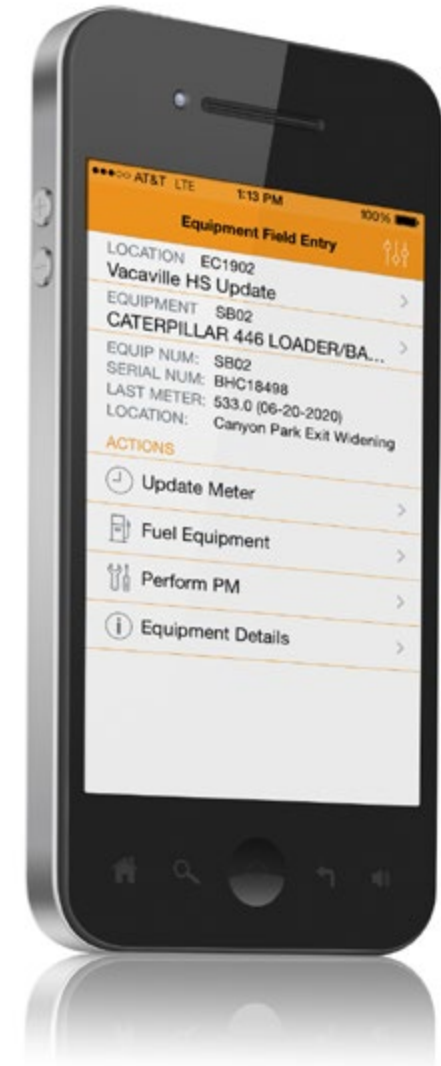 AT&T LTE 1:13 PM 100%
Equipment Field Entry
LOCATION EC1902
Vacaville HS Update
EQUIPMENT SB02
CATERPILLAR 446 LOADER/BA...
EQUIP NUM: SB02
SERIAL NUM: BHC18498
LAST METER: 533.0 (06-20-2020)
LOCATION: Canyon Park Exit Widening
ACTIONS
Update Meter
Fuel Equipment
Perform PM
Equipment Details